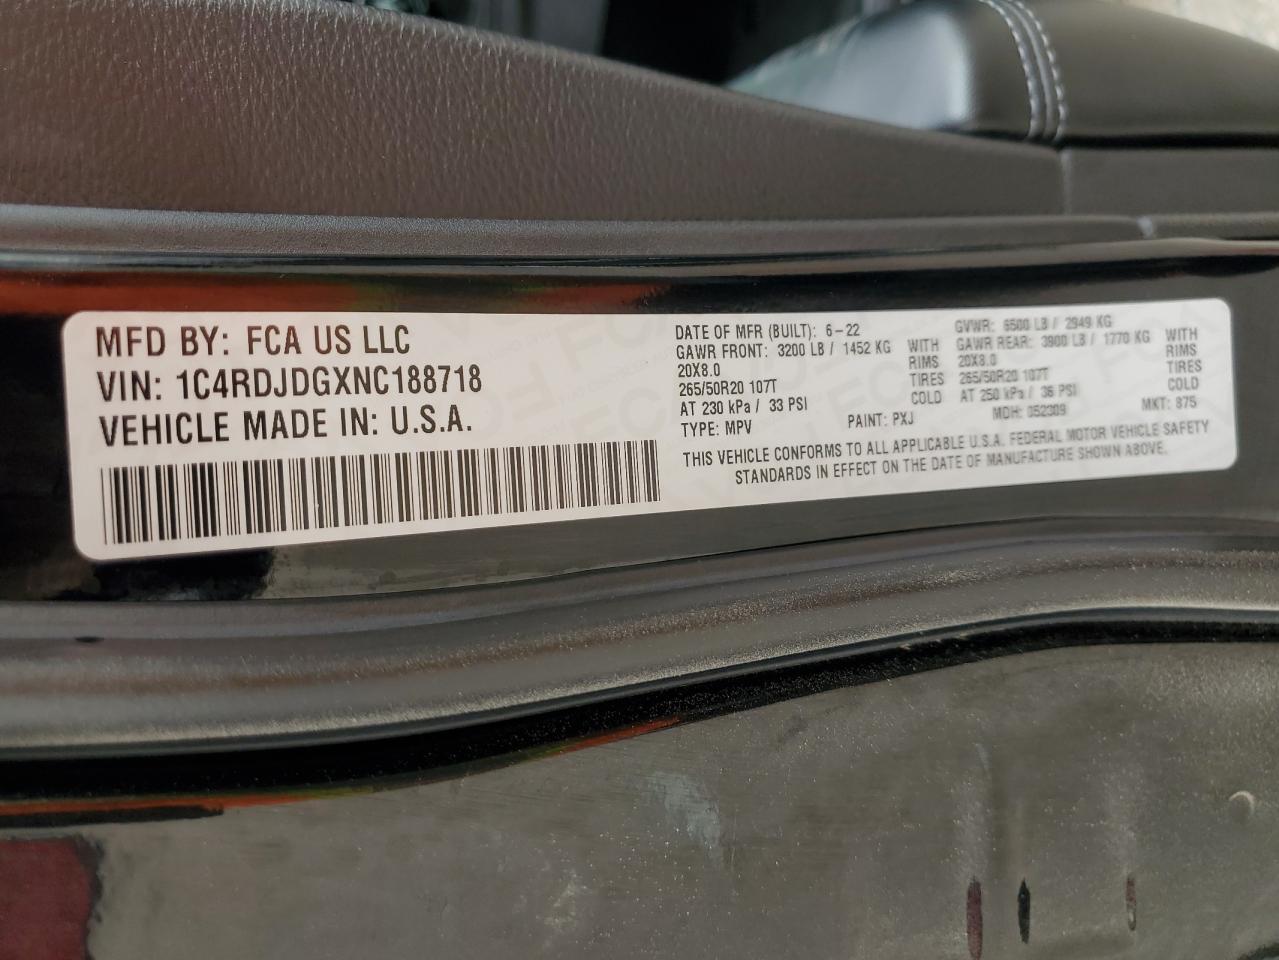 MFD BY: FCA US LLC
VIN: 1C4RDJDGXNC188718
VEHICLE MADE IN: U.S.A.
DATE OF MFR (BUILT): 6-22
GAWR FRONT: 3200 LB / 1452 KG WITH
20X8.0 RIMS
265/50R20 107T TIRES
AT 230 kPa / 33 PSI COLD
TYPE: MPV PAINT: PXJ
GVWR: 6500 LB / 2949 KG
GAWR REAR: 3900 LB / 1770 KG WITH
20X8.0 RIMS
265/50R20 107T TIRES
AT 250 kPa / 36 PSI COLD
MDH: 052309 MKT: 875
THIS VEHICLE CONFORMS TO ALL APPLICABLE U.S.A. FEDERAL MOTOR VEHICLE SAFETY
STANDARDS IN EFFECT ON THE DATE OF MANUFACTURE SHOWN ABOVE.